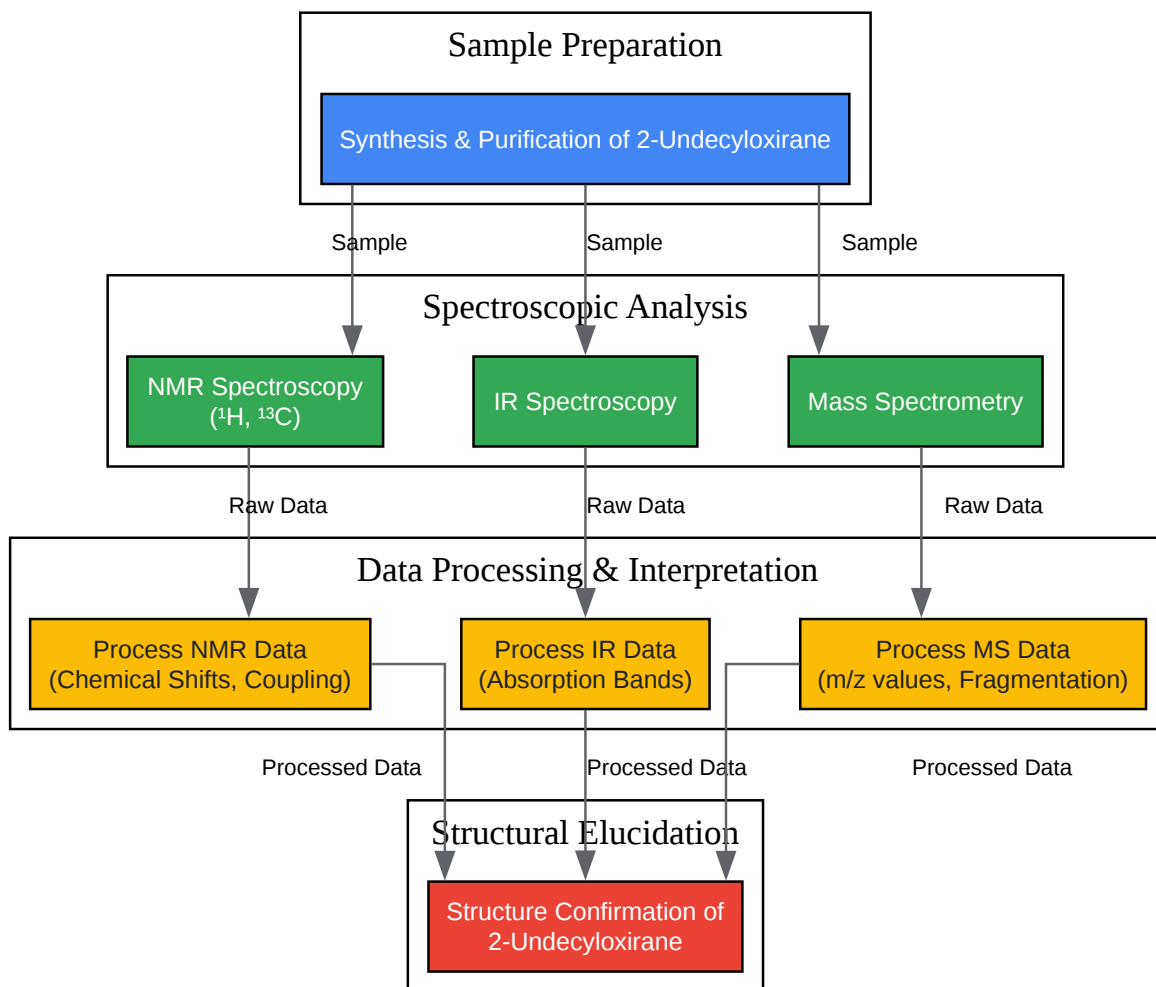 Sample Preparation
Synthesis & Purification of 2-Undecyloxirane
Sample
Sample
Sample
Spectroscopic Analysis
NMR Spectroscopy
(¹H, ¹³C)
IR Spectroscopy
Mass Spectrometry
Raw Data
Raw Data
Raw Data
Data Processing & Interpretation
Process NMR Data
(Chemical Shifts, Coupling)
Process IR Data
(Absorption Bands)
Process MS Data
(m/z values, Fragmentation)
Processed Data
Processed Data
Processed Data
Structural Elucidation
Structure Confirmation of
2-Undecyloxirane